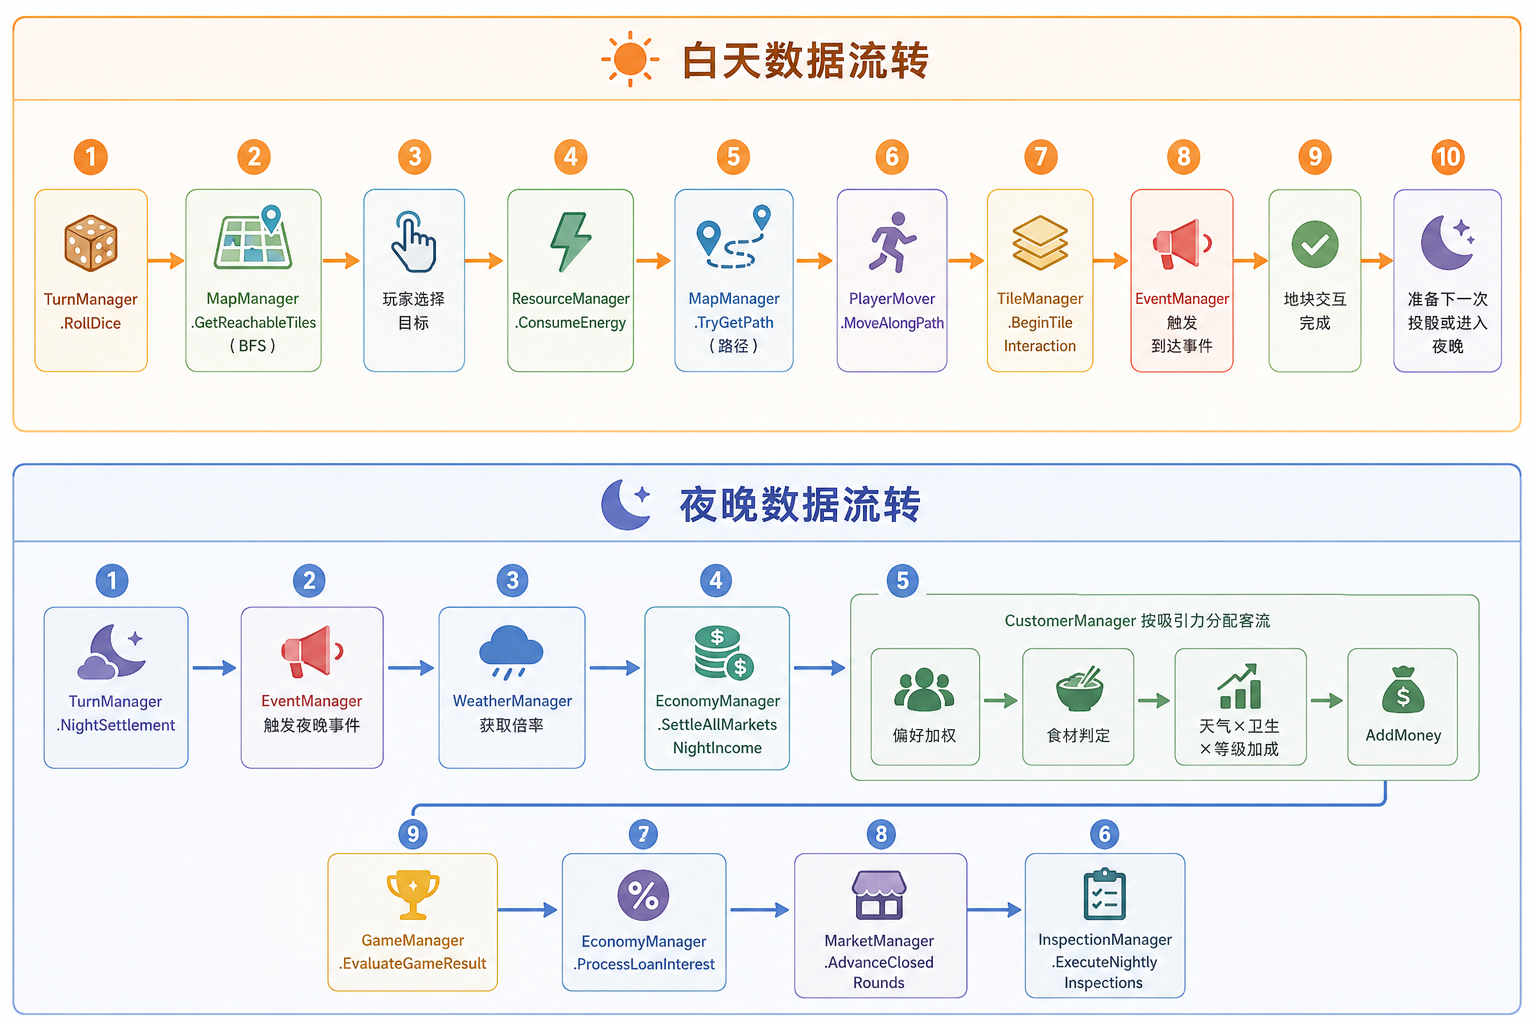 白天数据流转
1
2
3
4
5
6
7
8
9
10
TurnManager
.RollDice
MapManager
.GetReachableTiles
（BFS）
玩家选择
目标
ResourceManager
.ConsumeEnergy
MapManager
.TryGetPath
（路径）
PlayerMover
.MoveAlongPath
TileManager
.BeginTile
Interaction
EventManager
触发
到达事件
地块交互
完成
准备下一次
投骰或进入
夜晚
夜晚数据流转
1
2
3
4
5
TurnManager
.NightSettlement
EventManager
触发夜晚事件
WeatherManager
获取倍率
$
$
EconomyManager
.SettleAllMarkets
NightIncome
CustomerManager 按吸引力分配客流
偏好加权
食材判定
天气×卫生
×等级加成
$
AddMoney
9
7
8
6
GameManager
.EvaluateGameResult
%
EconomyManager
.ProcessLoanInterest
MarketManager
.AdvanceClosed
Rounds
InspectionManager
.ExecuteNightly
Inspections